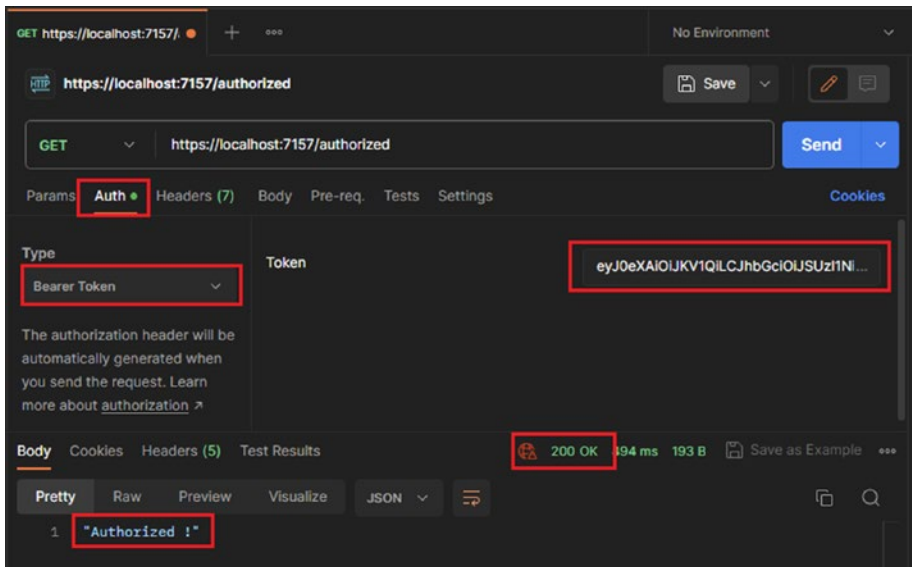 GET https://localhost:7157/
No Environment
HTTP https://localhost:7157/authorized
Save
GET https://localhost:7157/authorized
Send
Params Auth Headers (7) Body Pre-req. Tests Settings Cookies
Type
Token
eyJ0eXAiOiJKV1QiLCJhbGciOiJSUzI1Ni...
Bearer Token
The authorization header will be
automatically generated when
you send the request. Learn
more about authorization ↗
Body Cookies Headers (5) Test Results
200 OK 494 ms 193 B Save as Example
Pretty Raw Preview Visualize JSON
1 "Authorized !"